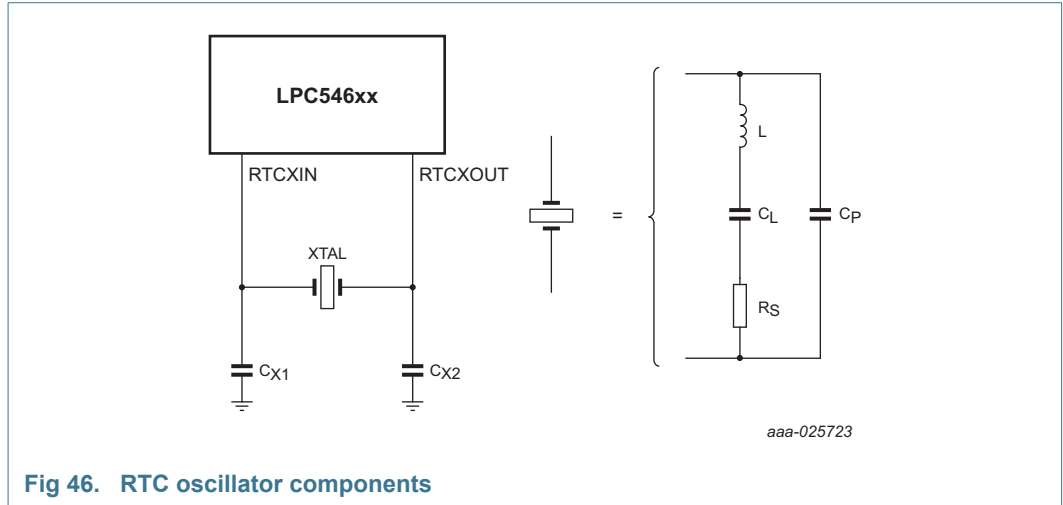 LPC546xx
RTCXIN
RTCXOUT
XTAL
CX1
CX2
=
L
CL
CP
RS
aaa-025723
Fig 46. RTC oscillator components